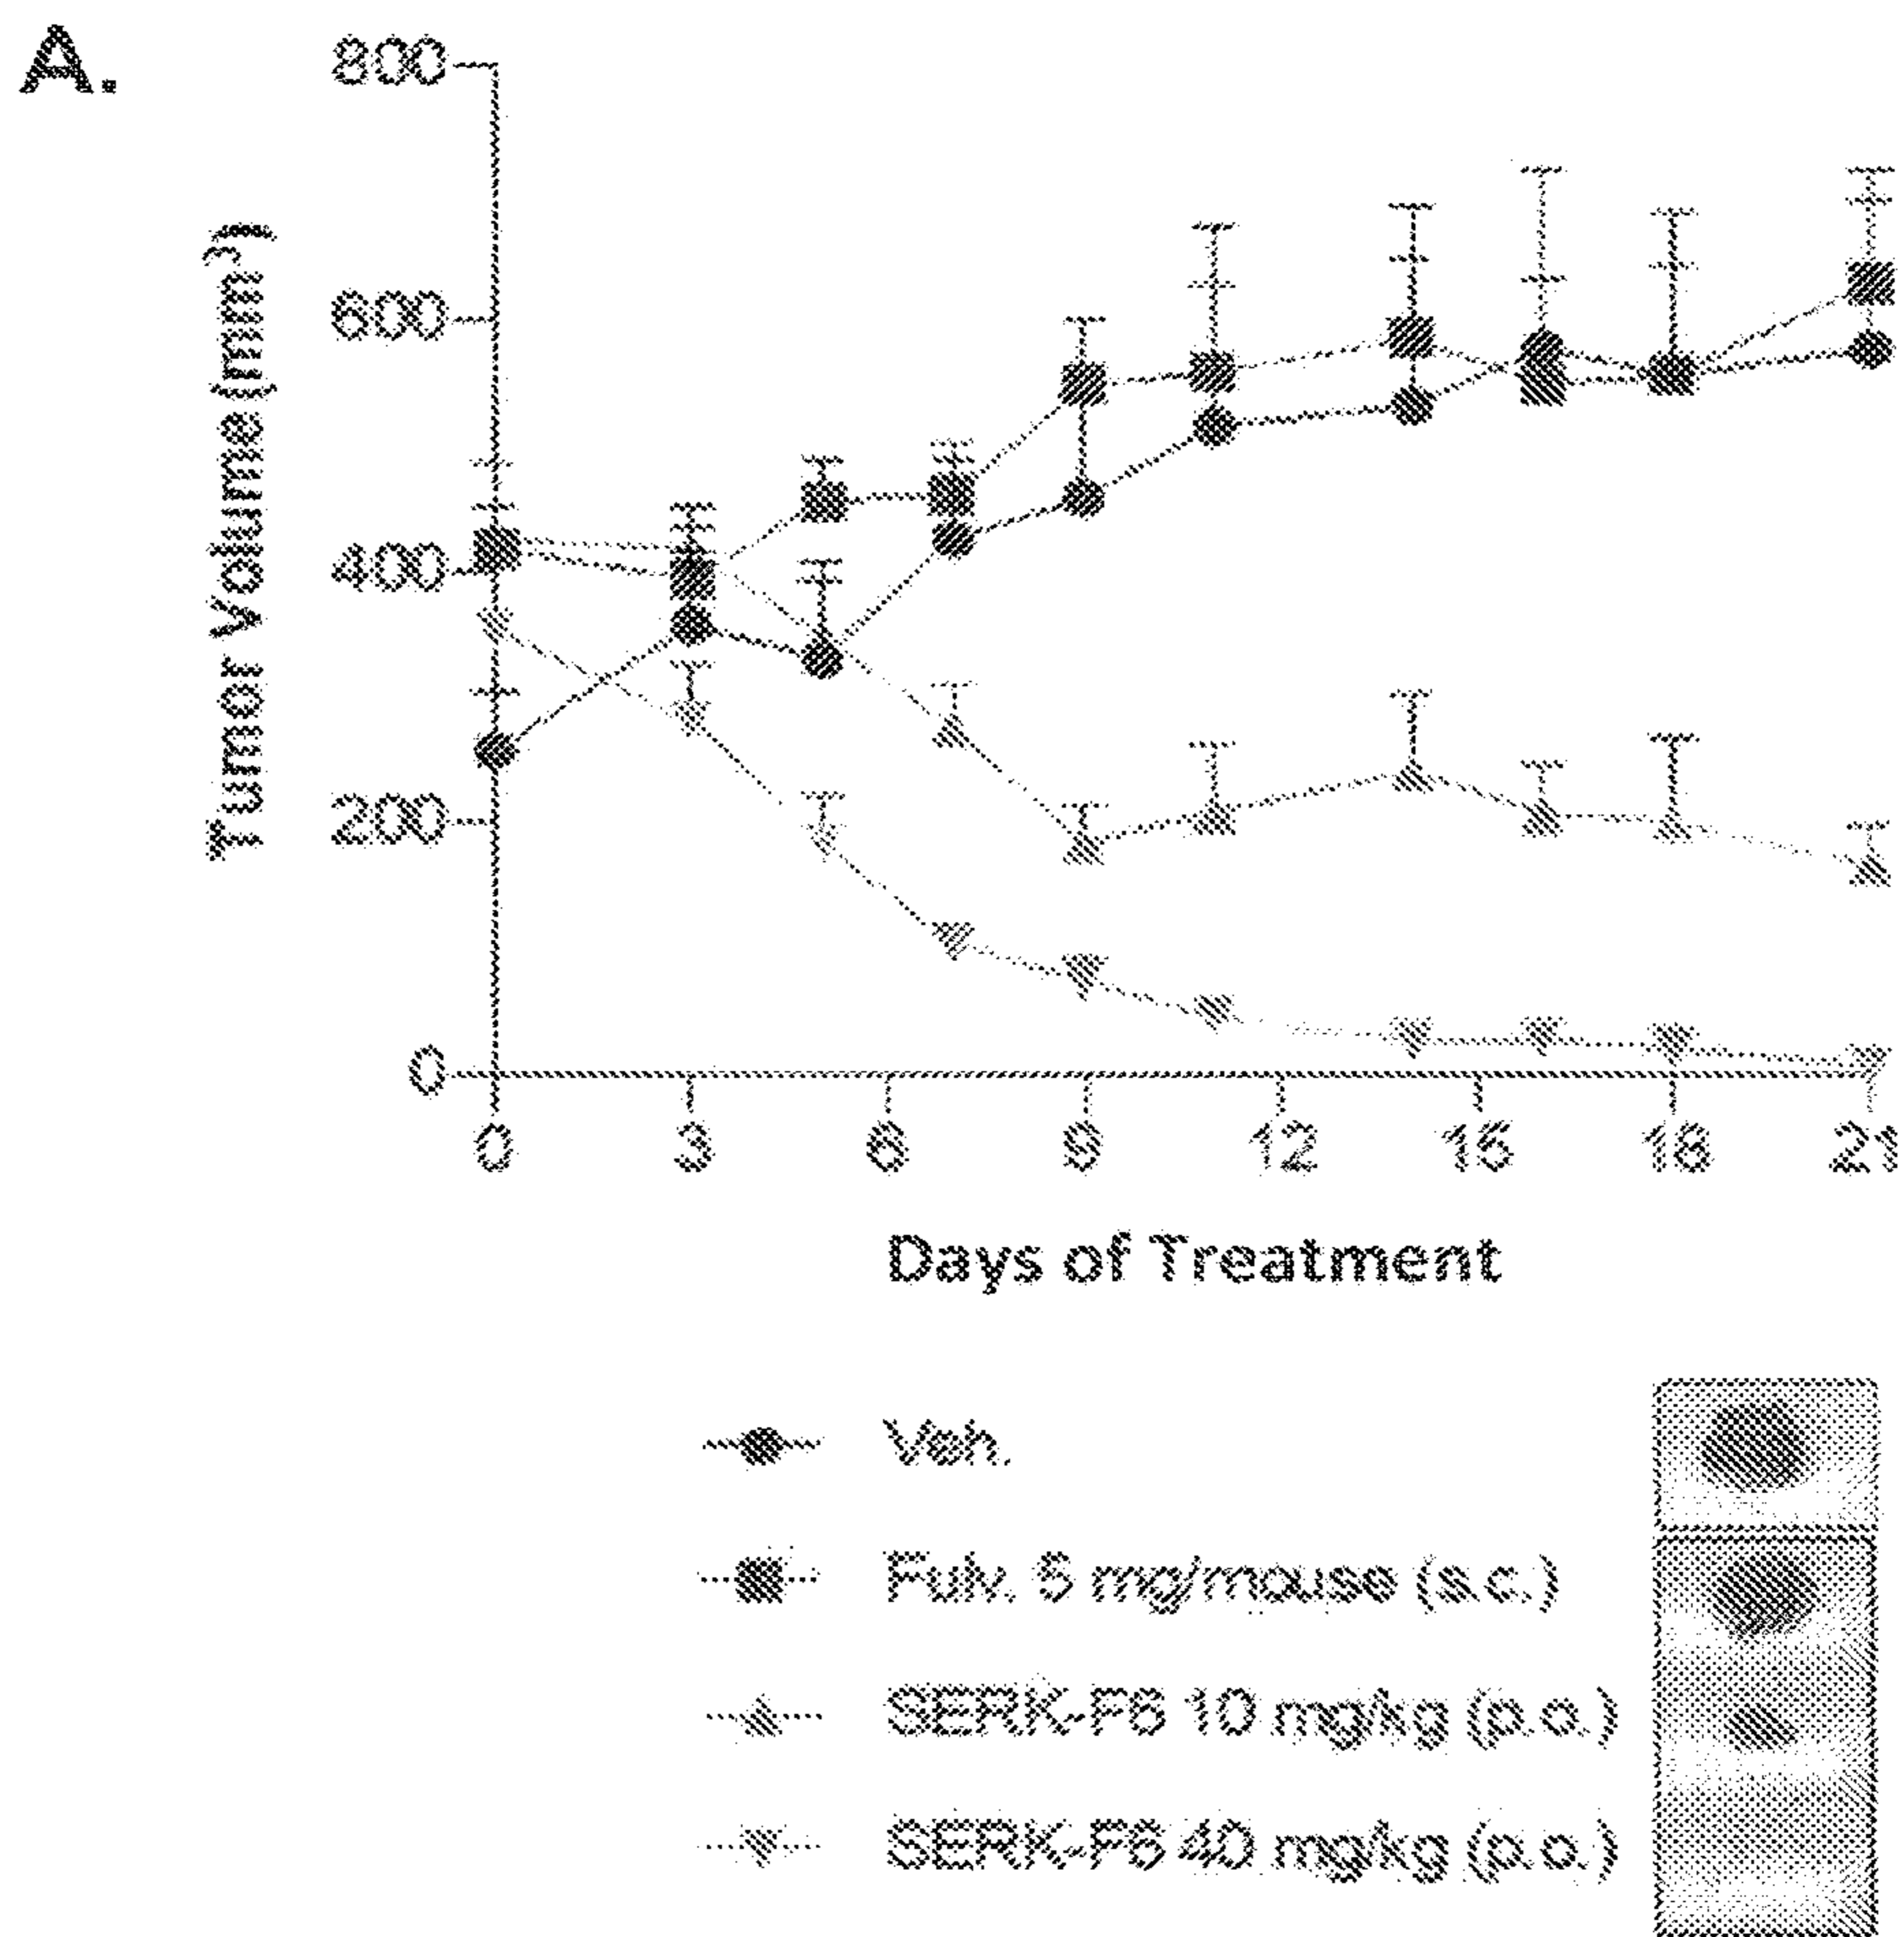 A.
800
600
400
200
0
Tumor Volume (mm³)
0 3 6 9 12 15 18 21
Days of Treatment
Veh.
Fulv. 5 mg/mouse (s.c.)
SERK-F6 10 mg/kg (p.o.)
SERK-F6 40 mg/kg (p.o.)